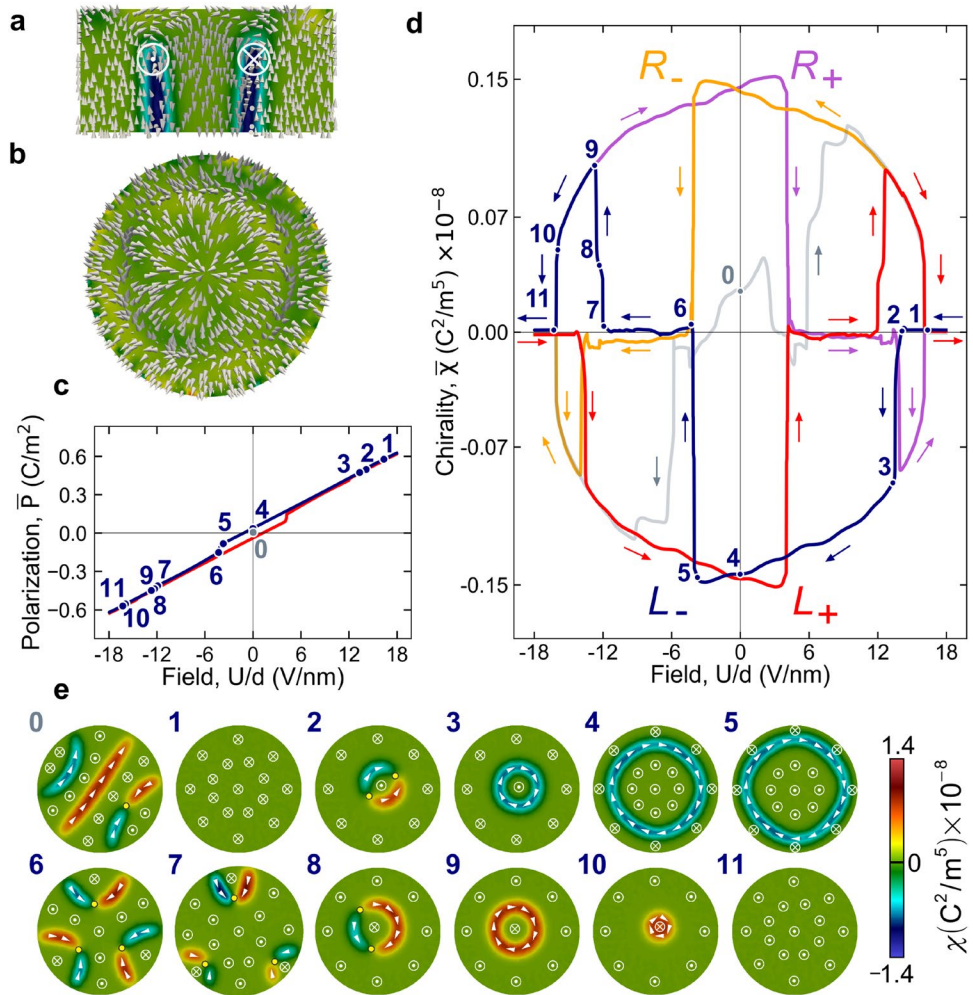 a
b
c
Polarization, P̅ (C/m²)
0.6
0.3
0.0
−0.3
−0.6
1
2
3
4
5
0
6
7
9
8
11
10
-18 -12 -6 0 6 12 18
Field, U/d (V/nm)
d
Chirality, χ̅ (C²/m⁵) ×10⁻⁸
0.15
0.07
0.00
-0.07
-0.15
R₋ R₊
9
10
8
11
7
6
0
2 1
3
4
5
L₋ L₊
-18 -12 -6 0 6 12 18
Field, U/d (V/nm)
e
0 1 2 3 4 5
6 7 8 9 10 11
1.4
0
−1.4
χ(C²/m⁵)×10⁻⁸